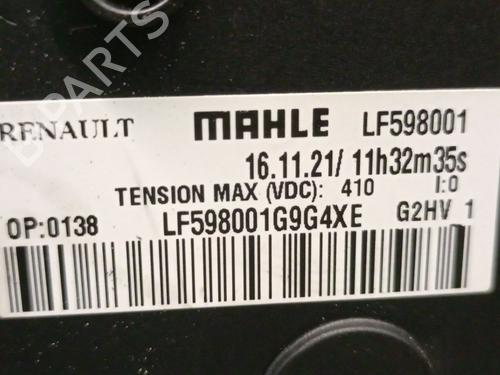 RENAULT MAHLE LF598001
16.11.21/ 11h32m35s
TENSION MAX (VDC): 410 I:0
OP:0138 LF598001G9G4XE G2HV 1